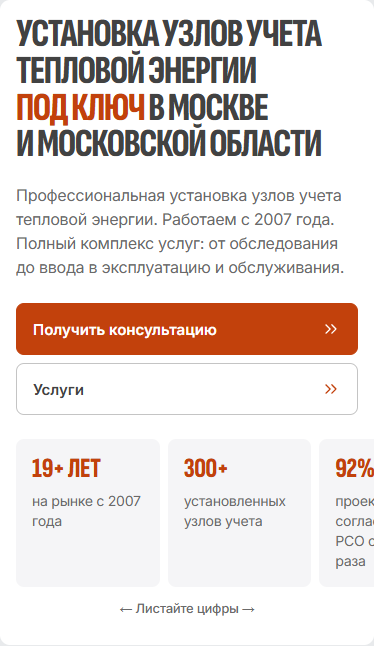 УСТАНОВКА УЗЛОВ УЧЕТА
ТЕПЛОВОЙ ЭНЕРГИИ
ПОД КЛЮЧ В МОСКВЕ
И МОСКОВСКОЙ ОБЛАСТИ
Профессиональная установка узлов учета
тепловой энергии. Работаем с 2007 года.
Полный комплекс услуг: от обследования
до ввода в эксплуатацию и обслуживания.
Получить консультацию
Услуги
19+ ЛЕТ
на рынке с 2007
года
300+
установленных
узлов учета
92%
РСО
раза
← Листайте цифры →